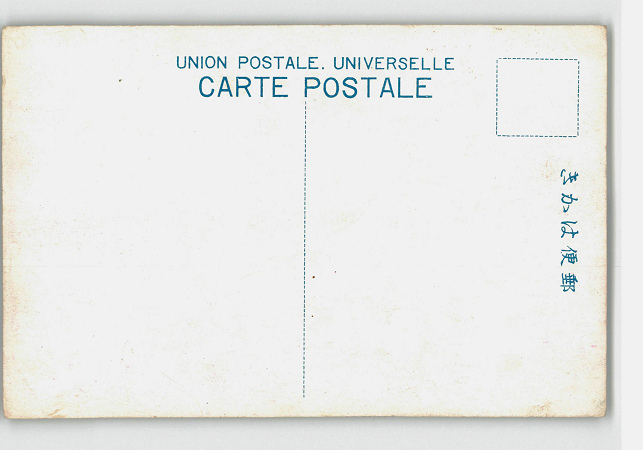 UNION POSTALE. UNIVERSELLE
CARTE POSTALE
郵便はかき